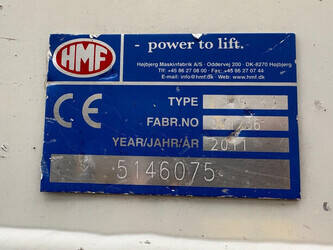 HMF
- power to lift.
Højbjerg Maskinfabrik A/S · Oddervej 200 · DK-8270 Højbjerg
Tlf: +45 86 27 08 00 · Fax: +45 86 27 07 44
E-mail: info@hmf.dk · Web: www.hmf.dk
CE
TYPE
FABR.NO
YEAR/JAHR/ÅR 2011
5146075